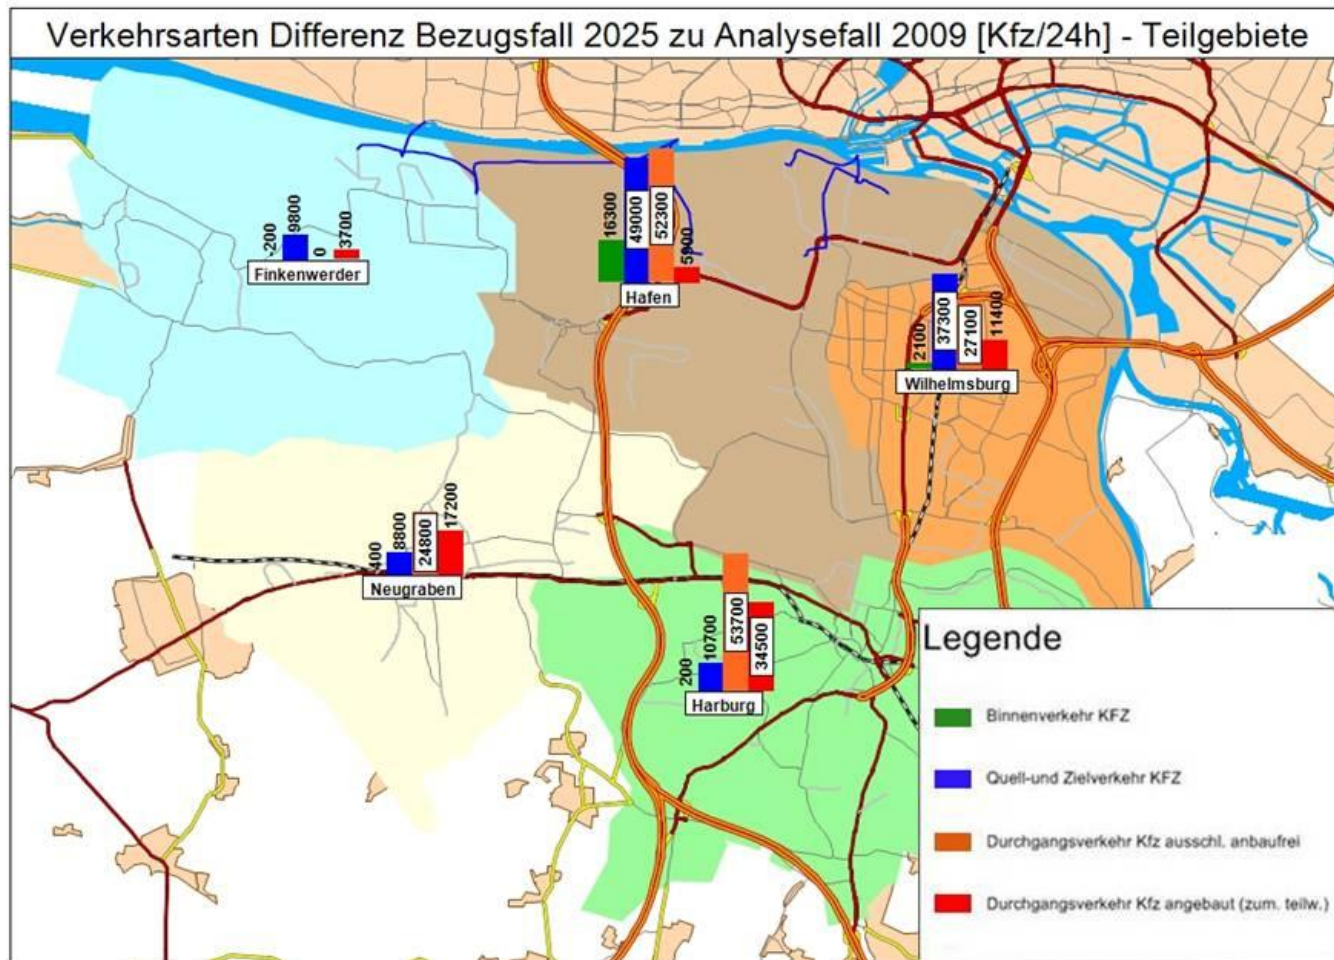 Verkehrsarten Differenz Bezugsfall 2025 zu Analysefall 2009 [Kfz/24h] - Teilgebiete
-200
9800
0
3700
Finkenwerder
16300
49000
52300
5900
Hafen
2100
37300
27100
11400
Wilhelmsburg
400
8800
24800
17200
Neugraben
200
10700
53700
34500
Harburg
Legende
Binnenverkehr KFZ
Quell-und Zielverkehr KFZ
Durchgangsverkehr Kfz ausschl. anbaufrei
Durchgangsverkehr Kfz angebaut (zum. teilw.)